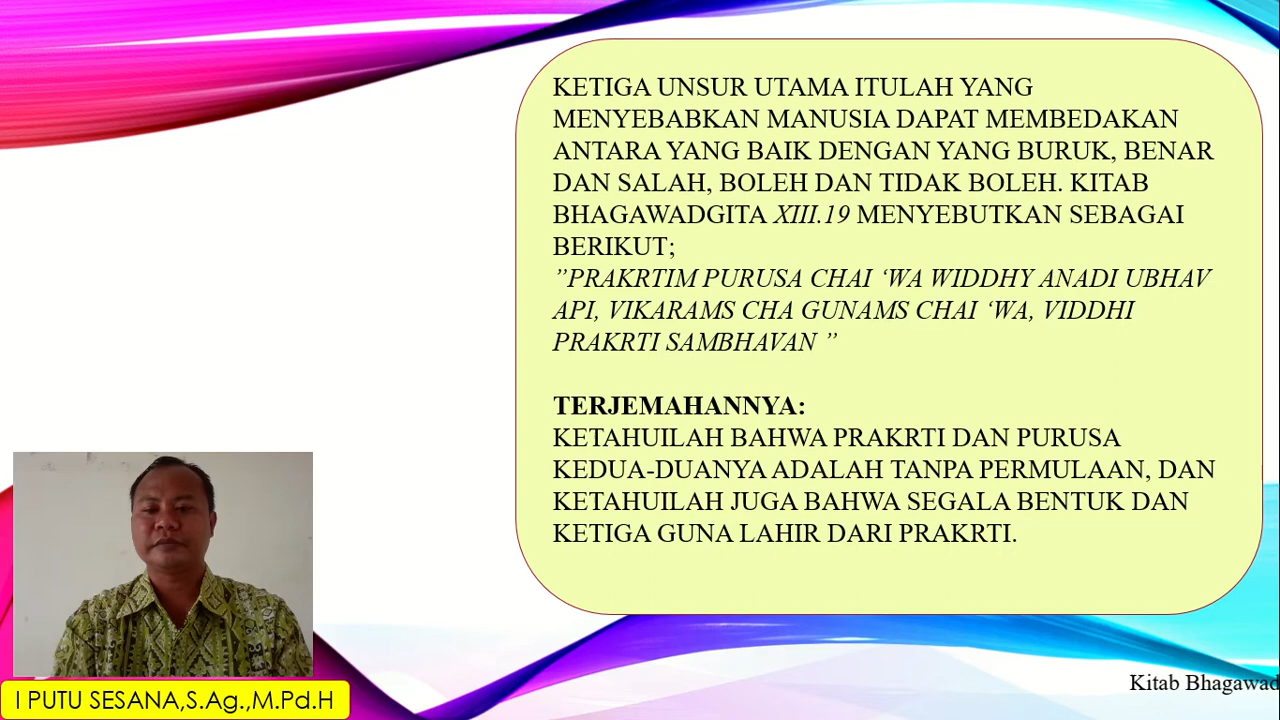 KETIGA UNSUR UTAMA ITULAH YANG
MENYEBABKAN MANUSIA DAPAT MEMBEDAKAN
ANTARA YANG BAIK DENGAN YANG BURUK, BENAR
DAN SALAH, BOLEH DAN TIDAK BOLEH. KITAB
BHAGAWADGITA XIII.19 MENYEBUTKAN SEBAGAI
BERIKUT;
”PRAKRTIM PURUSA CHAI ‘WA WIDDHY ANADI UBHAV
API, VIKARAMS CHA GUNAMS CHAI ‘WA, VIDDHI
PRAKRTI SAMBHAVAN ”
TERJEMAHANNYA:
KETAHUILAH BAHWA PRAKRTI DAN PURUSA
KEDUA-DUANYA ADALAH TANPA PERMULAAN, DAN
KETAHUILAH JUGA BAHWA SEGALA BENTUK DAN
KETIGA GUNA LAHIR DARI PRAKRTI.
I PUTU SESANA,S.Ag.,M.Pd.H
Kitab Bhagawad